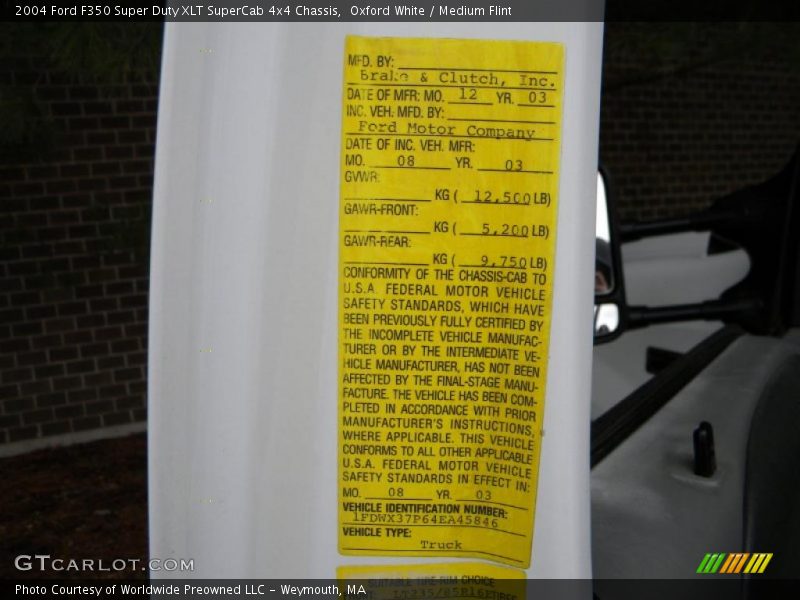 2004 Ford F350 Super Duty XLT SuperCab 4x4 Chassis, Oxford White / Medium Flint
MFD. BY:
Brake & Clutch, Inc.
DATE OF MFR: MO. 12 YR. 03
INC. VEH. MFD. BY:
Ford Motor Company
DATE OF INC. VEH. MFR:
MO. 08 YR. 03
GVWR:
KG ( 12,500 LB)
GAWR-FRONT:
KG ( 5,200 LB)
GAWR-REAR:
KG ( 9,750 LB)
CONFORMITY OF THE CHASSIS-CAB TO
U.S.A. FEDERAL MOTOR VEHICLE
SAFETY STANDARDS, WHICH HAVE
BEEN PREVIOUSLY FULLY CERTIFIED BY
THE INCOMPLETE VEHICLE MANUFAC-
TURER OR BY THE INTERMEDIATE VE-
HICLE MANUFACTURER, HAS NOT BEEN
AFFECTED BY THE FINAL-STAGE MANU-
FACTURE. THE VEHICLE HAS BEEN COM-
PLETED IN ACCORDANCE WITH PRIOR
MANUFACTURER'S INSTRUCTIONS,
WHERE APPLICABLE. THIS VEHICLE
CONFORMS TO ALL OTHER APPLICABLE
U.S.A. FEDERAL MOTOR VEHICLE
SAFETY STANDARDS IN EFFECT IN:
MO. 08 YR. 03
VEHICLE IDENTIFICATION NUMBER:
1FDWX37P64EA45846
VEHICLE TYPE:
Truck
SUITABLE TIRE-RIM CHOICE
GTCARLOT.COM
Photo Courtesy of Worldwide Preowned LLC - Weymouth, MA